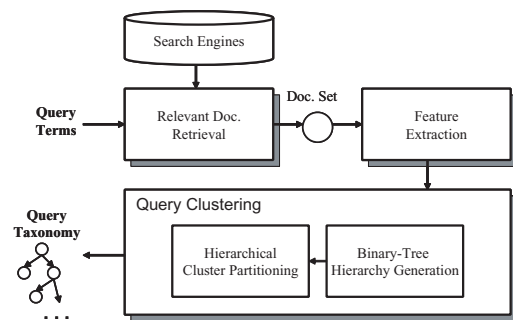 Search Engines
Doc. Set
Query
Terms
Relevant Doc.
Retrieval
Feature
Extraction
Query Clustering
Query
Taxonomy
Hierarchical
Cluster Partitioning
Binary-Tree
Hierarchy Generation
. . .